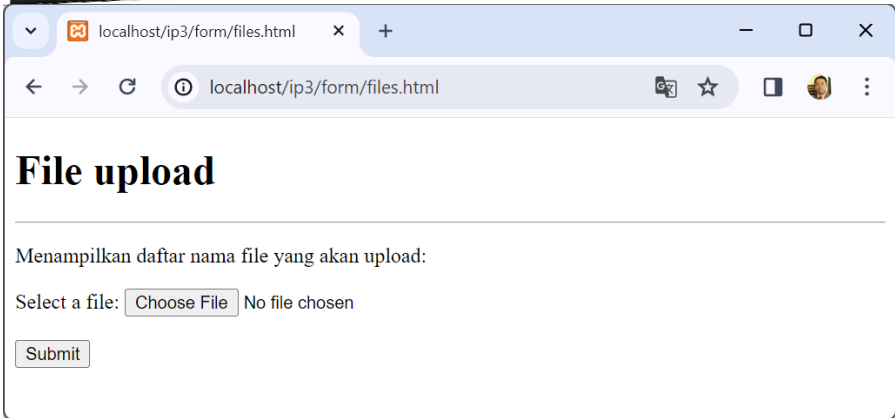 localhost/ip3/form/files.html
localhost/ip3/form/files.html
File upload
Menampilkan daftar nama file yang akan upload:
Select a file: Choose File No file chosen
Submit